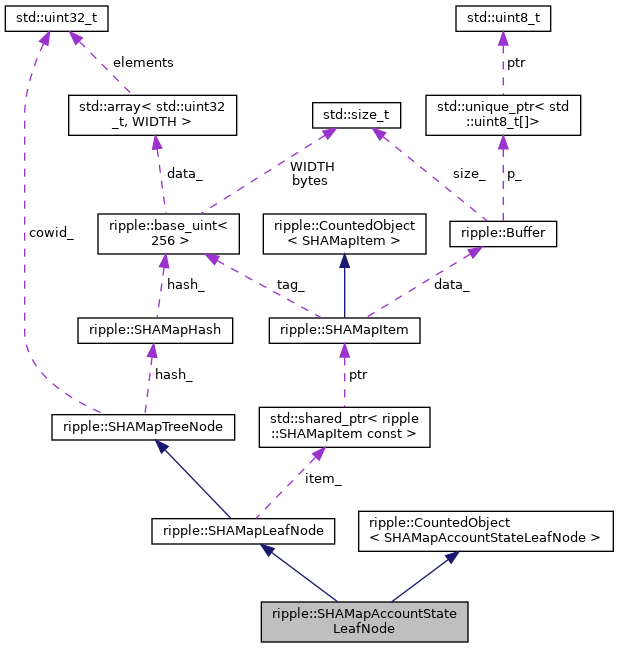 std::uint32_t
std::uint8_t
elements
ptr
std::array< std::uint32
_t, WIDTH >
std::size_t
std::unique_ptr< std
::uint8_t[]>
data_
WIDTH
bytes
size_
p_
cowid_
ripple::base_uint<
256 >
ripple::CountedObject
< SHAMapItem >
ripple::Buffer
hash_
tag_
data_
ripple::SHAMapHash
ripple::SHAMapItem
hash_
ptr
ripple::SHAMapTreeNode
std::shared_ptr< ripple
::SHAMapItem const >
item_
ripple::SHAMapLeafNode
ripple::CountedObject
< SHAMapAccountStateLeafNode >
ripple::SHAMapAccountState
LeafNode